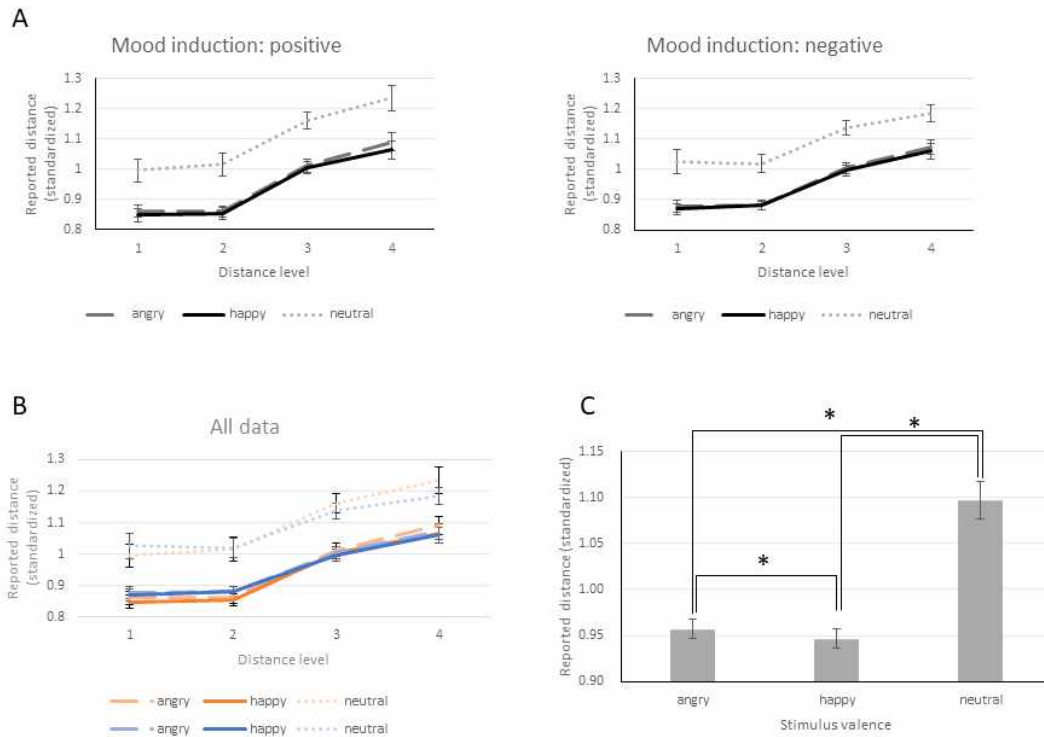 A
Mood induction: positive
Reported distance
(standardized)
1.3
1.2
1.1
1
0.9
0.8
1 2 3 4
Distance level
angry happy neutral
Mood induction: negative
Reported distance
(standardized)
1.3
1.2
1.1
1
0.9
0.8
1 2 3 4
Distance level
angry happy neutral
B
All data
Reported distance
(standardized)
1.3
1.2
1.1
1
0.9
0.8
1 2 3 4
Distance level
angry happy neutral
angry happy neutral
C
Reported distance (standardized)
1.15
1.10
1.05
1.00
0.95
0.90
*
*
*
angry happy neutral
Stimulus valence